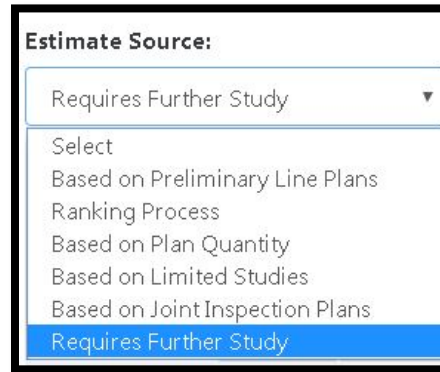 Estimate Source:
Requires Further Study
Select
Based on Preliminary Line Plans
Ranking Process
Based on Plan Quantity
Based on Limited Studies
Based on Joint Inspection Plans
Requires Further Study